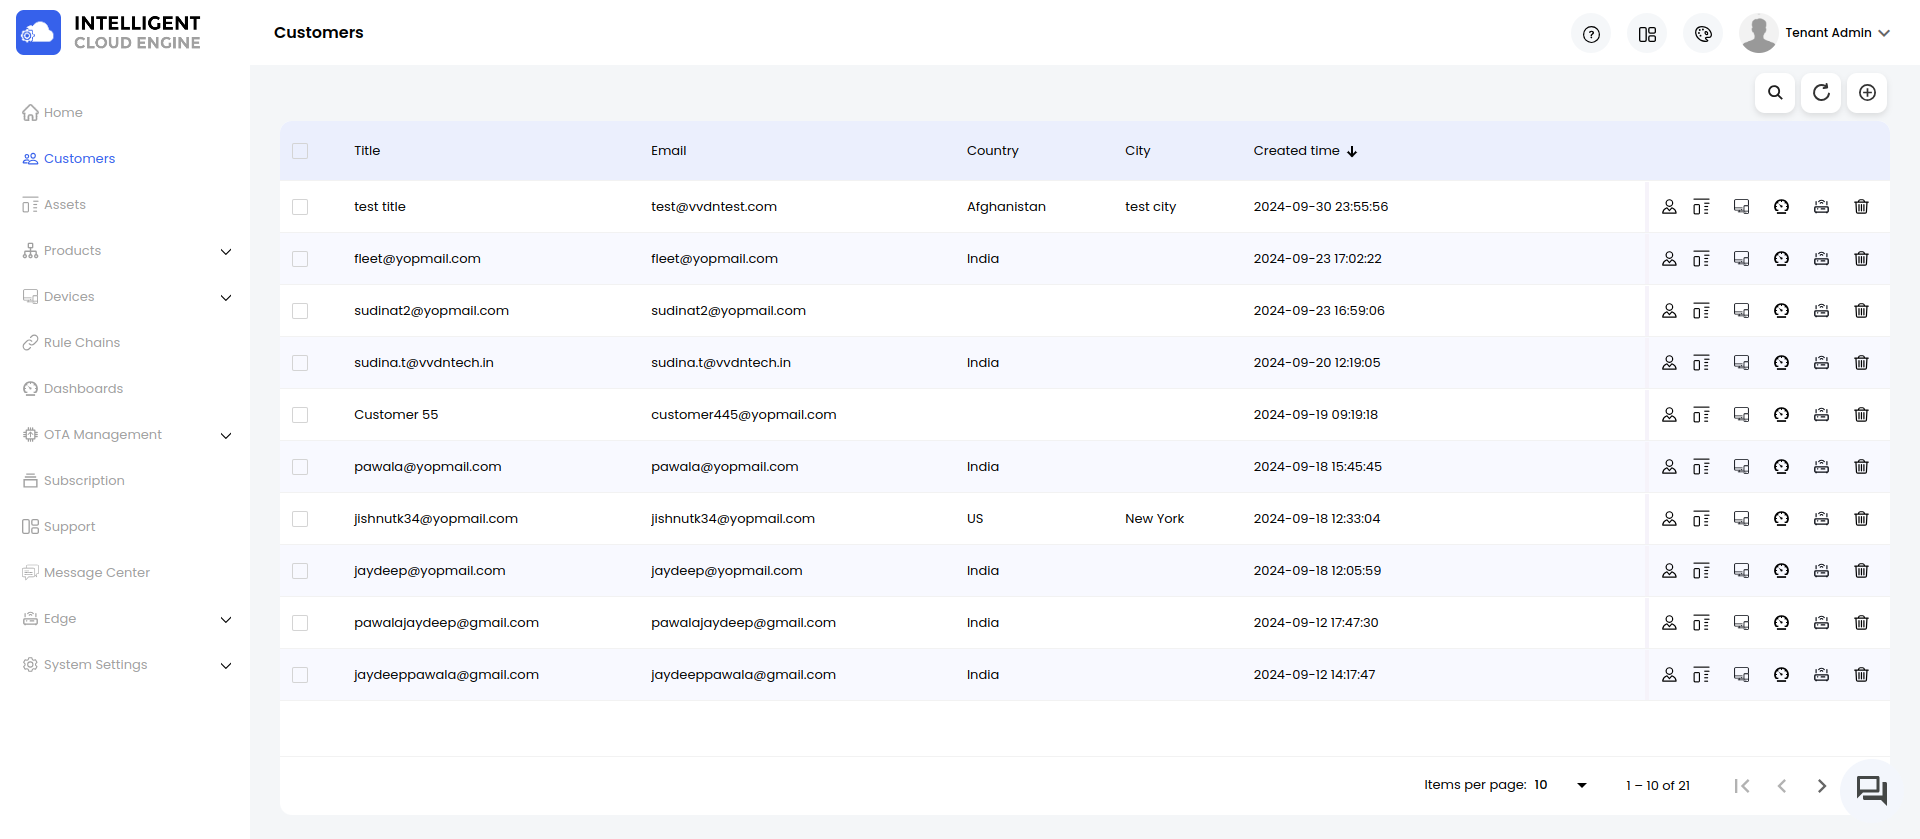 INTELLIGENT
CLOUD ENGINE
Customers
Tenant Admin
Home
Customers
Assets
Products
Devices
Rule Chains
Dashboards
OTA Management
Subscription
Support
Message Center
Edge
System Settings
Title Email Country City Created time
test title test@vvdntest.com Afghanistan test city 2024-09-30 23:55:56
fleet@yopmail.com fleet@yopmail.com India 2024-09-23 17:02:22
sudinat2@yopmail.com sudinat2@yopmail.com 2024-09-23 16:59:06
sudina.t@vvdntech.in sudina.t@vvdntech.in India 2024-09-20 12:19:05
Customer 55 customer445@yopmail.com 2024-09-19 09:19:18
pawala@yopmail.com pawala@yopmail.com India 2024-09-18 15:45:45
jishnutk34@yopmail.com jishnutk34@yopmail.com US New York 2024-09-18 12:33:04
jaydeep@yopmail.com jaydeep@yopmail.com India 2024-09-18 12:05:59
pawalajaydeep@gmail.com pawalajaydeep@gmail.com India 2024-09-12 17:47:30
jaydeeppawala@gmail.com jaydeeppawala@gmail.com India 2024-09-12 14:17:47
Items per page: 10 1 – 10 of 21